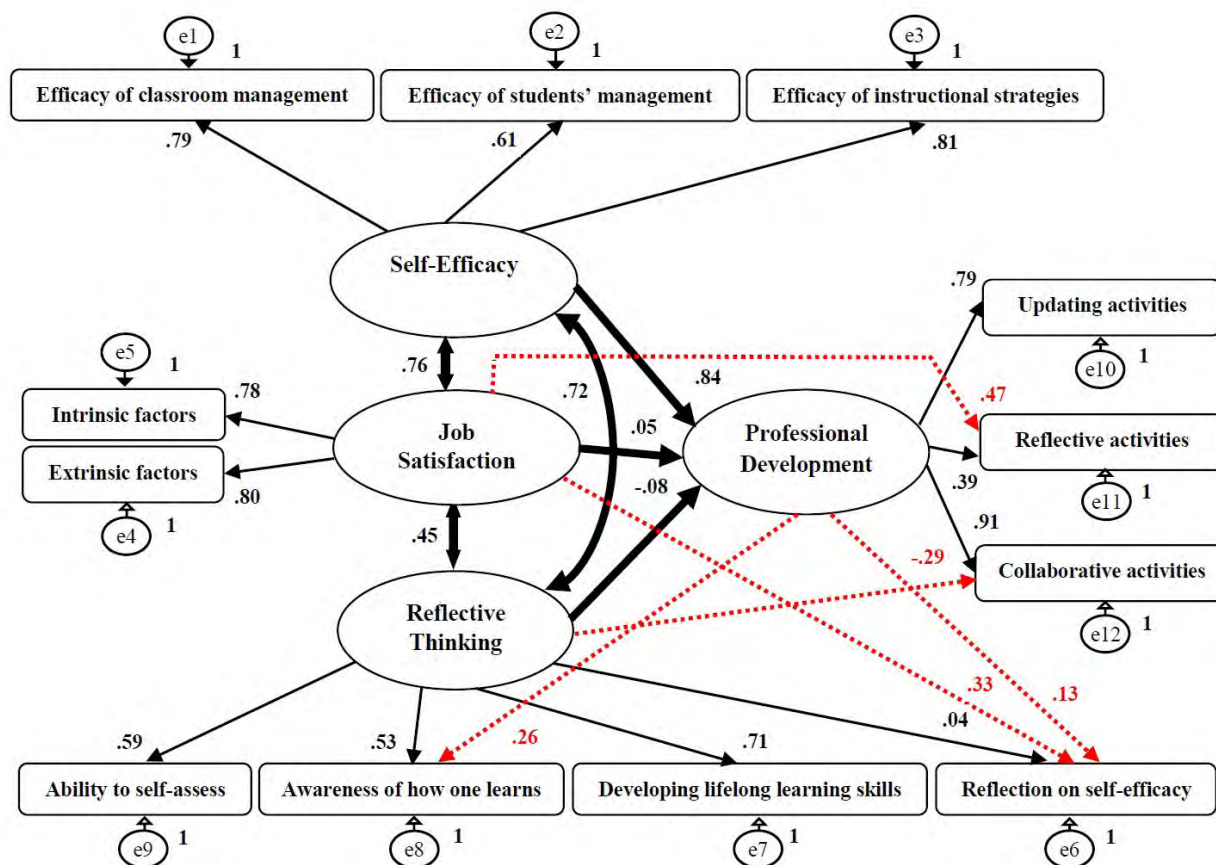 e1
1
e2
1
e3
1
Efficacy of classroom management
Efficacy of students’ management
Efficacy of instructional strategies
.79
.61
.81
Self-Efficacy
.79
Updating activities
e10
1
e5
1
.76
.72
.84
.47
.78
Intrinsic factors
Job
Satisfaction
.05
Professional
Development
Reflective activities
Extrinsic factors
.80
-.08
.39
e11
1
e4
1
.45
.91
-.29
Collaborative activities
Reflective
Thinking
e12
1
.59
.53
.26
.71
.33
.04
.13
Ability to self-assess
Awareness of how one learns
Developing lifelong learning skills
Reflection on self-efficacy
e9
1
e8
1
e7
1
e6
1